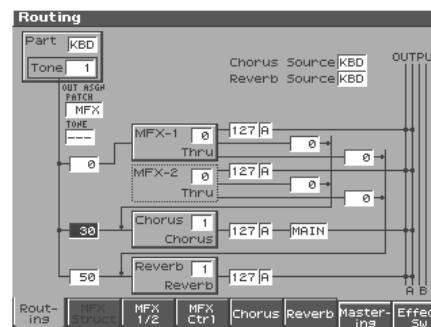 Routing
Part KBD
Tone 1
OUT ASGN
PATCH
MFX
TONE
---
Chorus Source KBD
Reverb Source KBD
OUTPU
MFX-1 0
Thru
127 A
0
0
0
MFX-2 0
Thru
127 A
0
0
30
Chorus 1
Chorus
127 A MAIN
50
Reverb 1
Reverb
127 A
A B
Rout-
ing
MFX
Struct
MFX
1/2
MFX
Ctrl
Chorus
Reverb
Master-
ing
Effec
Sw